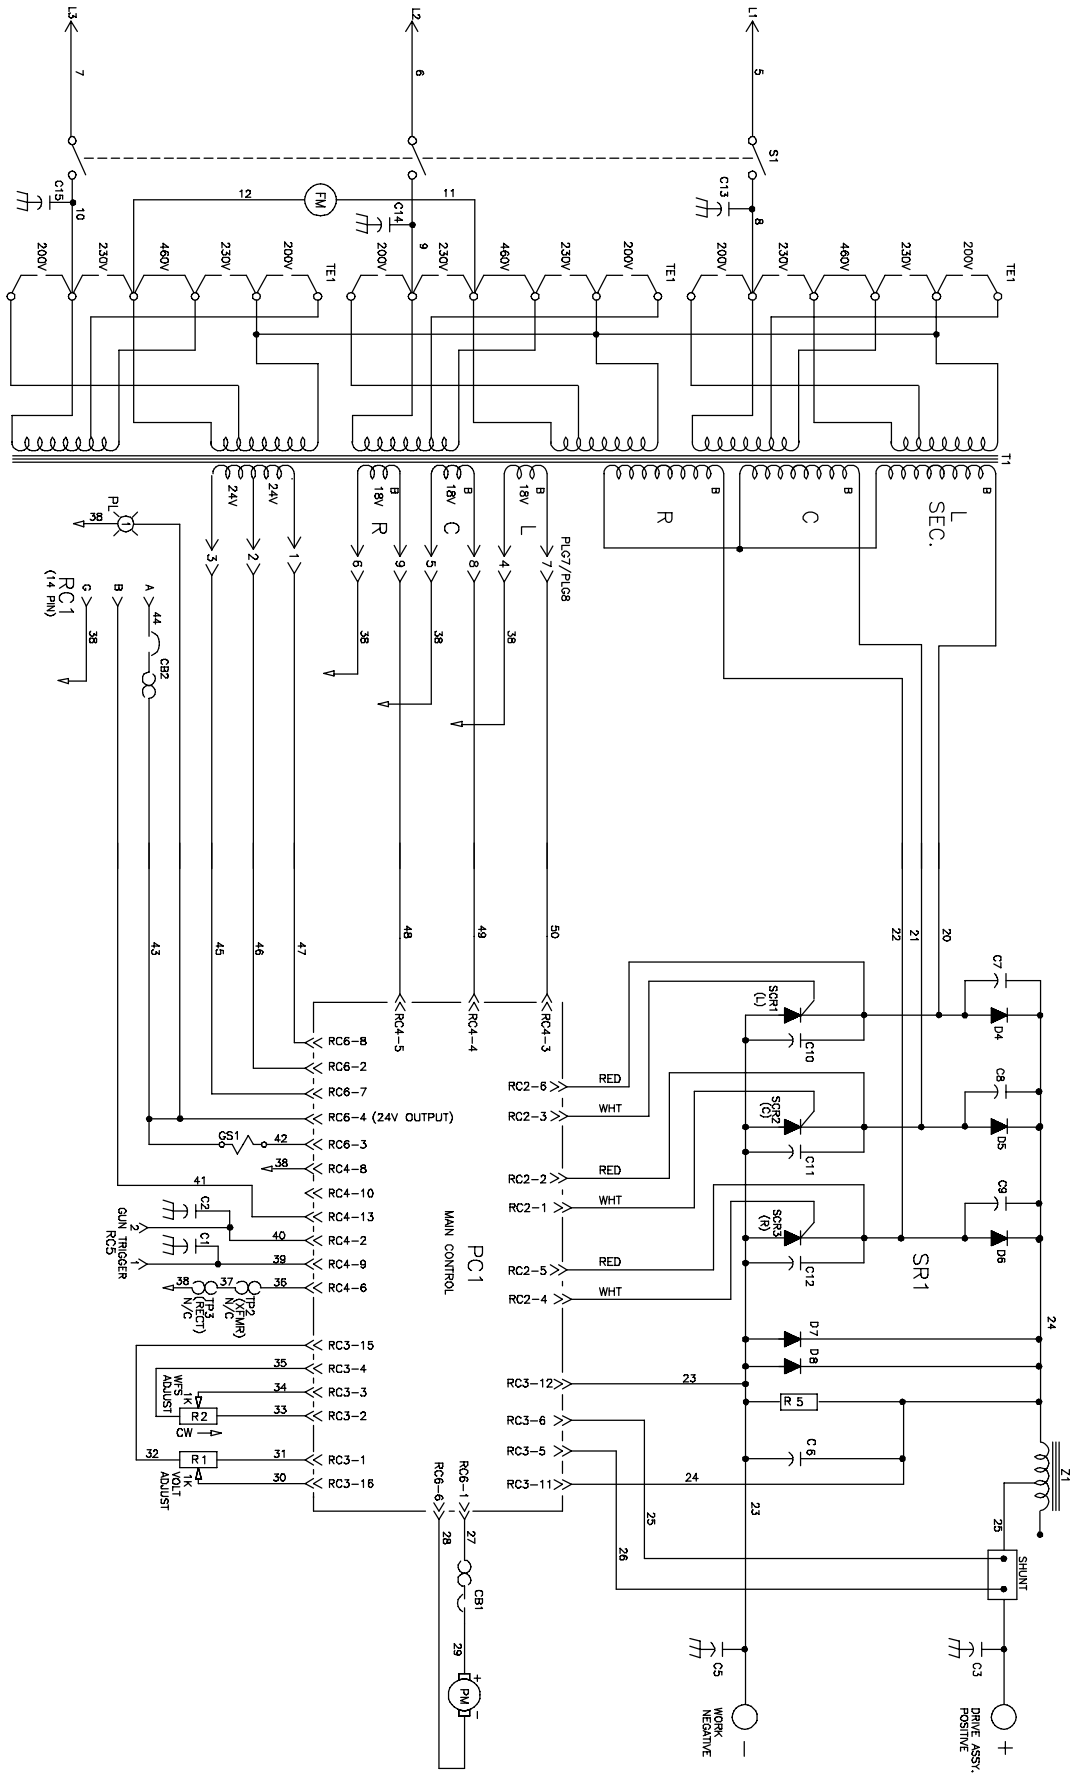 L3
L2
L1
7
6
5
S1
C15
10
12
FM
11
C14
9
C13
8
200V
230V
460V
230V
200V
TE1
200V
230V
460V
230V
200V
TE1
200V
230V
460V
230V
200V
TE1
T1
24V
24V
18V
B
R
18V
B
C
18V
B
L
B
R
B
C
B
L
SEC.
PL
38
3
2
1
6
9
5
8
4
7
PLG7/PLG8
G
B
A
RC1
(14 PIN)
38
44
CB2
38
38
38
43
45
46
47
48
49
50
22
21
20
C7
D4
SCR1
(L)
C10
RC4-5
RC4-4
RC4-3
RC6-8
RC6-2
RC6-7
RC6-4 (24V OUTPUT)
RC6-3
RC4-8
RC4-10
RC4-13
RC4-2
RC4-9
RC4-6
RC3-15
RC3-4
RC3-3
RC3-2
RC3-1
RC3-16
GS1
42
38
41
C2
40
C1
39
2
GUN TRIGGER
RC5
1
38
37
36
TP3
(RECT)
N/C
TP2
(XFMR)
N/C
35
34
33
WFS
ADJUST
1K
R2
CW
32
R1
31
30
VOLT
ADJUST
1K
MAIN CONTROL
PC1
RC2-6
RED
RC2-3
WHT
RC2-2
RED
RC2-1
WHT
RC2-5
RED
RC2-4
WHT
RC3-12
23
RC3-6
RC3-5
RC3-11
24
C8
D5
SCR2
(C)
C11
C9
D6
SCR3
(R)
C12
SR1
D7
D8
24
R5
C6
Z1
23
25
26
25
SHUNT
RC6-6
RC6-1
28
27
CB1
29
+
PM
-
C5
C3
WORK
NEGATIVE
-
DRIVE ASSY.
POSITIVE
+